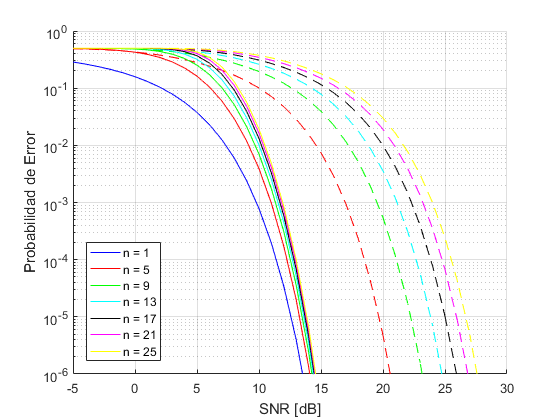 10^0
10^-1
10^-2
10^-3
10^-4
10^-5
10^-6
Probabilidad de Error
n = 1
n = 5
n = 9
n = 13
n = 17
n = 21
n = 25
-5 0 5 10 15 20 25 30
SNR [dB]